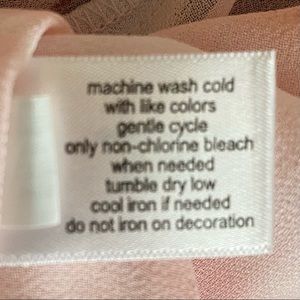 machine wash cold
with like colors
gentle cycle
only non-chlorine bleach
when needed
tumble dry low
cool iron if needed
do not iron on decoration